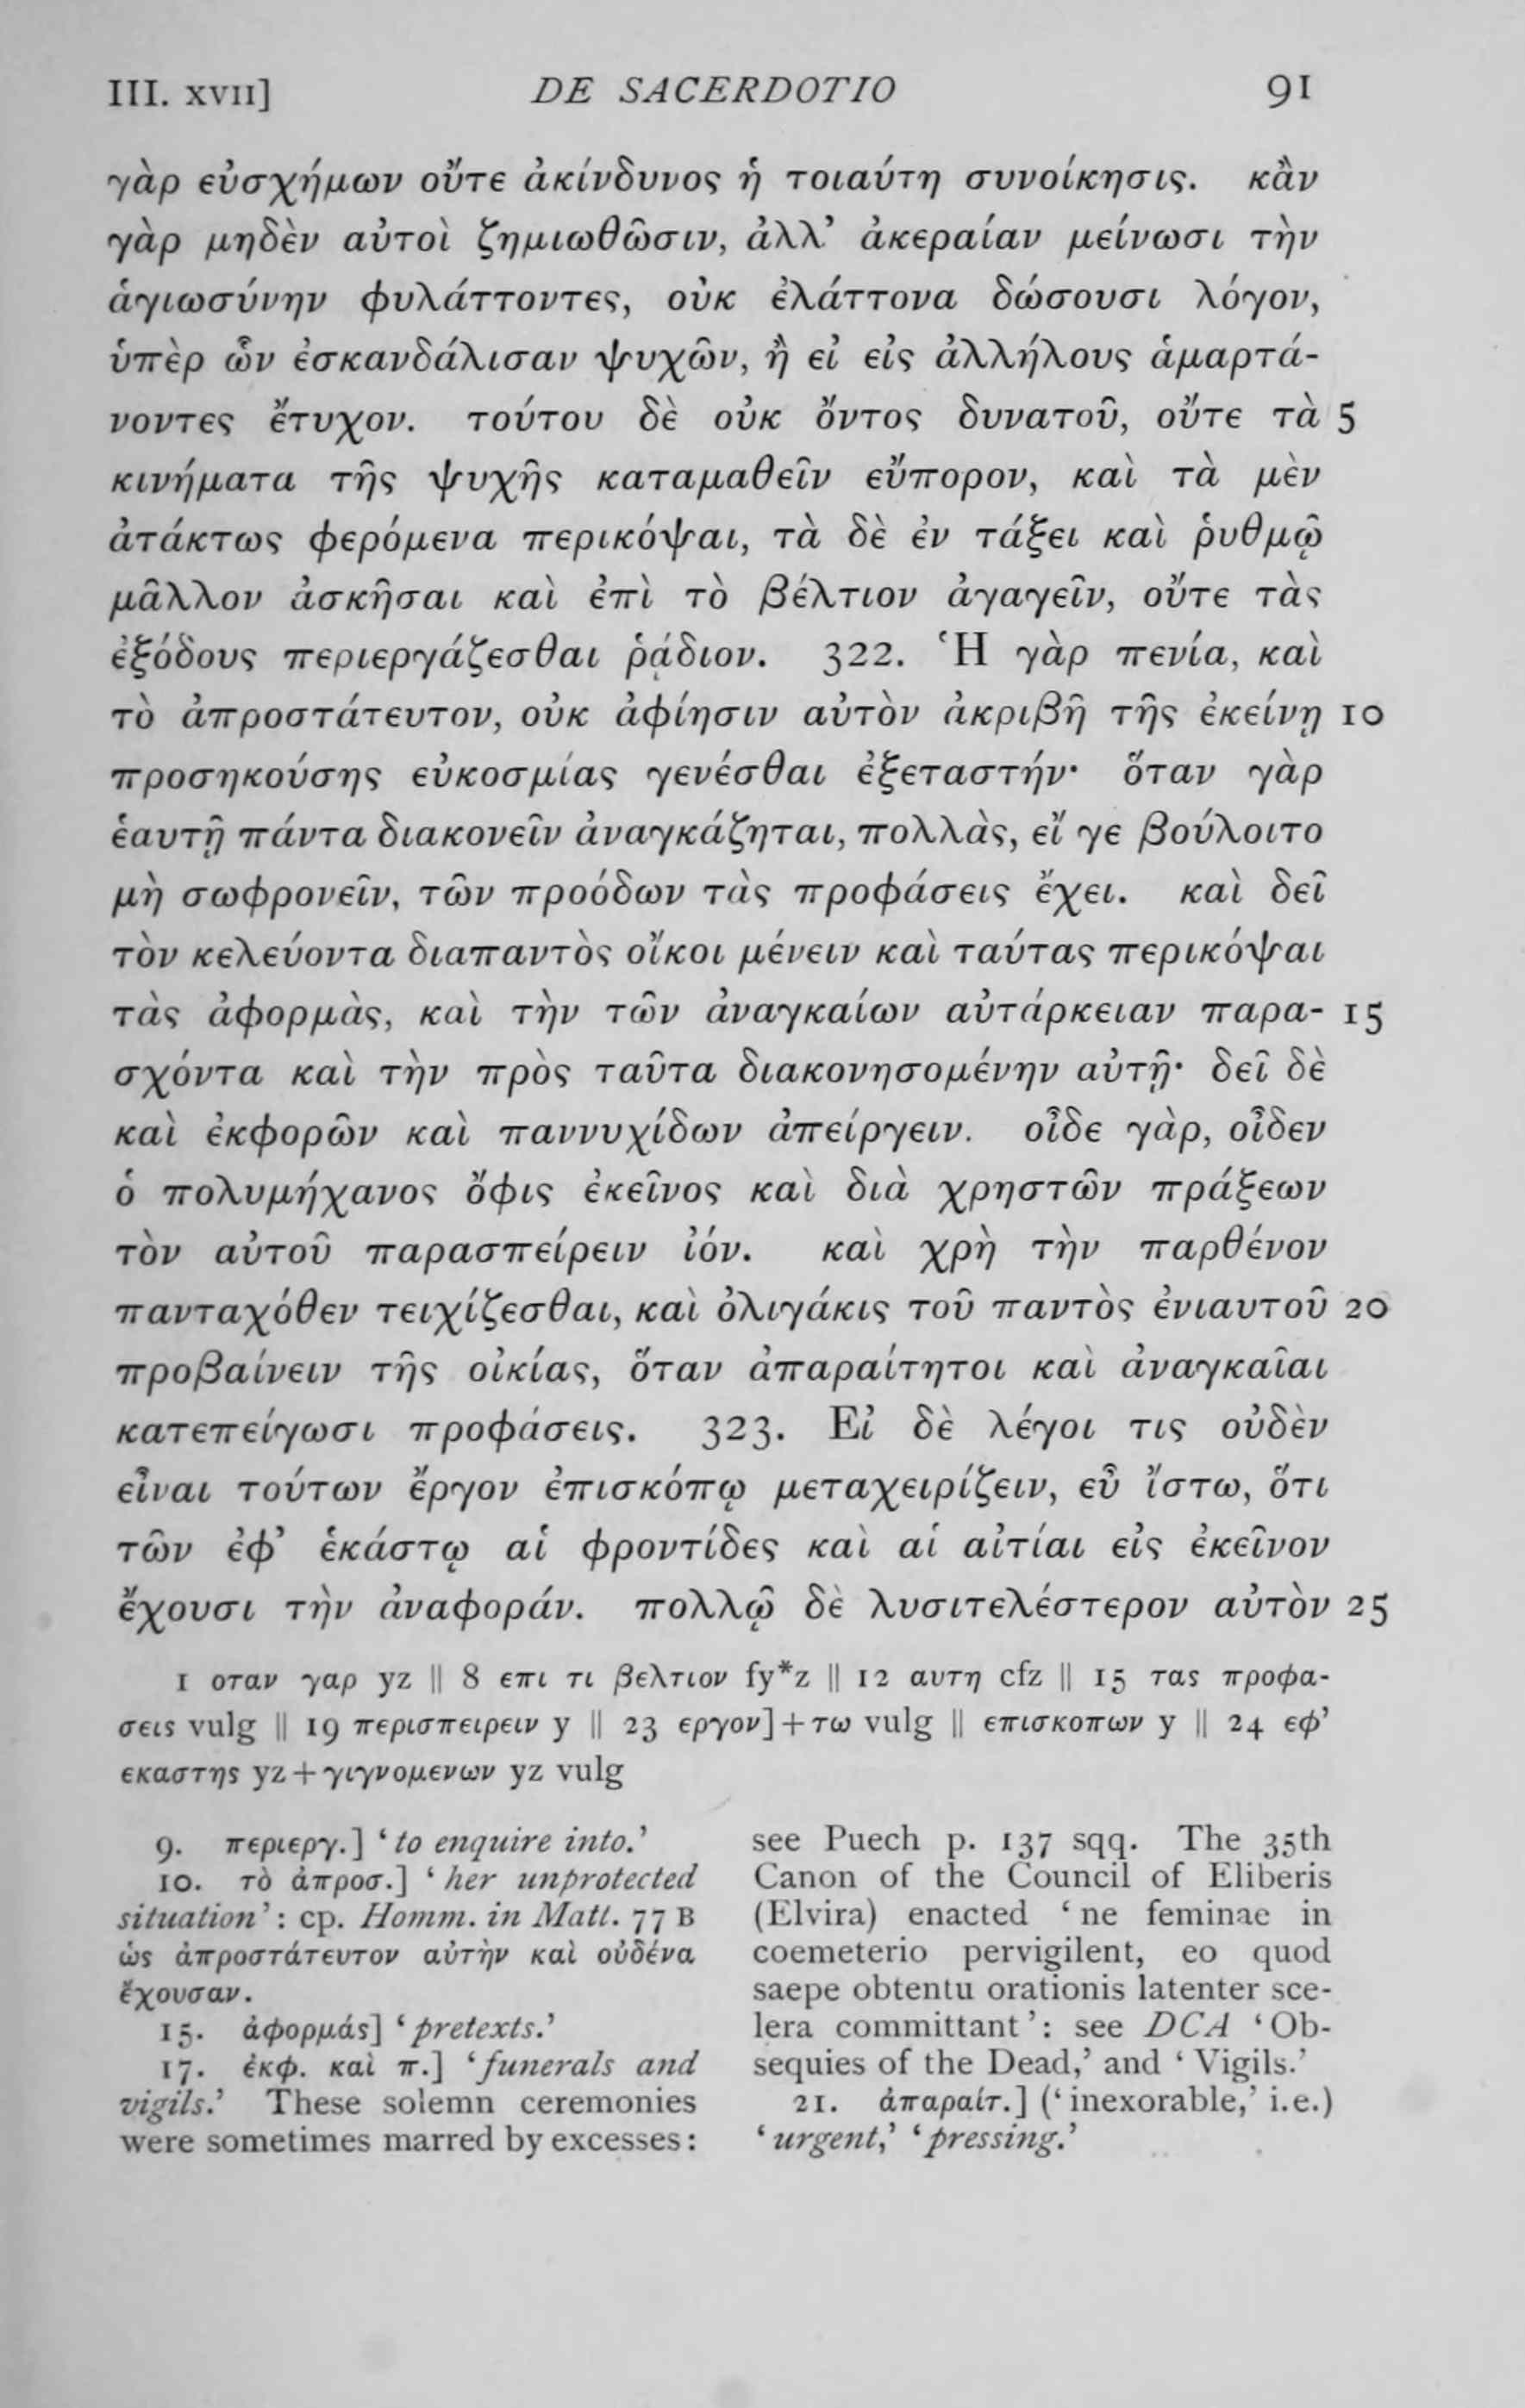 III. XVII] DE SACERDOTIO 91
γὰρ εὐσχήμων οὔτε ἀκίνδυνος ἡ τοιαύτη συνοίκησις. κἂν
γὰρ μηδὲν αὐτοὶ ζημιωθῶσιν, ἀλλ’ ἀκεραίαν μείνωσι τὴν
ἁγιωσύνην φυλάττοντες, οὐκ ἐλάττονα δώσουσι λόγον,
ὑπὲρ ὧν ἐσκανδάλισαν ψυχῶν, ἢ εἰ εἰς ἀλλήλους ἁμαρτά-
νοντες ἔτυχον. τούτου δὲ οὐκ ὄντος δυνατοῦ, οὔτε τὰ 5
κινήματα τῆς ψυχῆς καταμαθεῖν εὔπορον, καὶ τὰ μὲν
ἀτάκτως φερόμενα περικόψαι, τὰ δὲ ἐν τάξει καὶ ῥυθμῷ
μᾶλλον ἀσκῆσαι καὶ ἐπὶ τὸ βέλτιον ἀγαγεῖν, οὔτε τὰς
ἐξόδους περιεργάζεσθαι ῥᾴδιον. 322. Ἡ γὰρ πενία, καὶ
τὸ ἀπροστάτευτον, οὐκ ἀφίησιν αὐτὸν ἀκριβῆ τῆς ἐκείνῃ 10
προσηκούσης εὐκοσμίας γενέσθαι ἐξεταστήν· ὅταν γὰρ
ἑαυτῇ πάντα διακονεῖν ἀναγκάζηται, πολλὰς, εἴ γε βούλοιτο
μὴ σωφρονεῖν, τῶν προόδων τὰς προφάσεις ἔχει. καὶ δεῖ
τὸν κελεύοντα διαπαντὸς οἴκοι μένειν καὶ ταύτας περικόψαι
τὰς ἀφορμὰς, καὶ τὴν τῶν ἀναγκαίων αὐτάρκειαν παρα- 15
σχόντα καὶ τὴν πρὸς ταῦτα διακονησομένην αὐτῇ· δεῖ δὲ
καὶ ἐκφορῶν καὶ παννυχίδων ἀπείργειν. οἶδε γὰρ, οἶδεν
ὁ πολυμήχανος ὄφις ἐκεῖνος καὶ διὰ χρηστῶν πράξεων
τὸν αὐτοῦ παρασπείρειν ἰόν. καὶ χρὴ τὴν παρθένον
πανταχόθεν τειχίζεσθαι, καὶ ὀλιγάκις τοῦ παντὸς ἐνιαυτοῦ 20
προβαίνειν τῆς οἰκίας, ὅταν ἀπαραίτητοι καὶ ἀναγκαῖαι
κατεπείγωσι προφάσεις. 323. Εἰ δὲ λέγοι τις οὐδὲν
εἶναι τούτων ἔργον ἐπισκόπῳ μεταχειρίζειν, εὖ ἴστω, ὅτι
τῶν ἐφ’ ἑκάστῳ αἱ φροντίδες καὶ αἱ αἰτίαι εἰς ἐκεῖνον
ἔχουσι τὴν ἀναφοράν. πολλῷ δὲ λυσιτελέστερον αὐτὸν 25
1 οταν γαρ yz || 8 επι τι βελτιον fy*z || 12 αυτη cfz || 15 τας προφα-
σεις vulg || 19 περισπειρειν y || 23 εργον]+τω vulg || επισκοπων y || 24 εφ’
εκαστης yz+γιγνομενων yz vulg
9. περιεργ.] ‘to enquire into.’
10. τὸ ἀπροσ.] ‘her unprotected
situation’: cp. Homm. in Matt. 77 B
ὡς ἀπροστάτευτον αὐτὴν καὶ οὐδένα
ἔχουσαν.
15. ἀφορμάς] ‘pretexts.’
17. ἐκφ. καὶ π.] ‘funerals and
vigils.’ These solemn ceremonies
were sometimes marred by excesses:
see Puech p. 137 sqq. The 35th
Canon of the Council of Eliberis
(Elvira) enacted ‘ne feminae in
coemeterio pervigilent, eo quod
saepe obtentu orationis latenter sce-
lera committant’: see DCA ‘Ob-
sequies of the Dead,’ and ‘Vigils.’
21. ἀπαραίτ.] (‘inexorable,’ i.e.)
‘urgent,’ ‘pressing.’